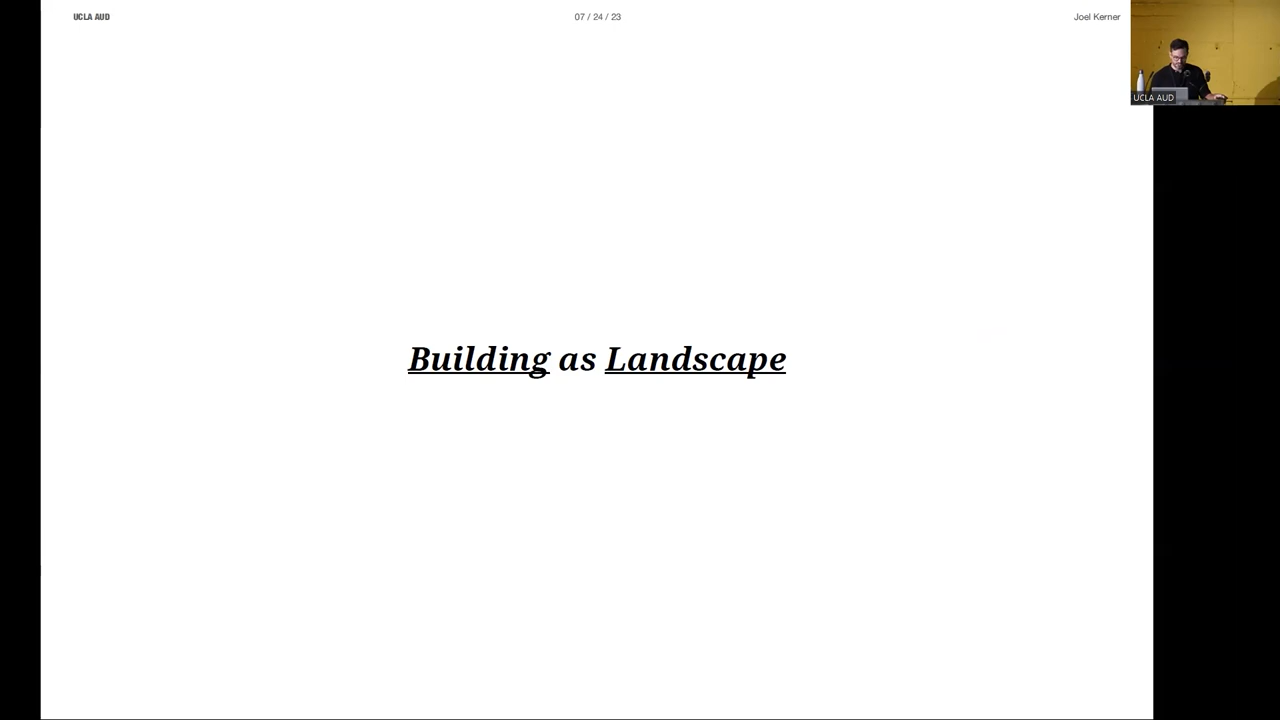 UCLA AUD
07 / 24 / 23
Joel Kerner
UCLA AUD
Building as Landscape